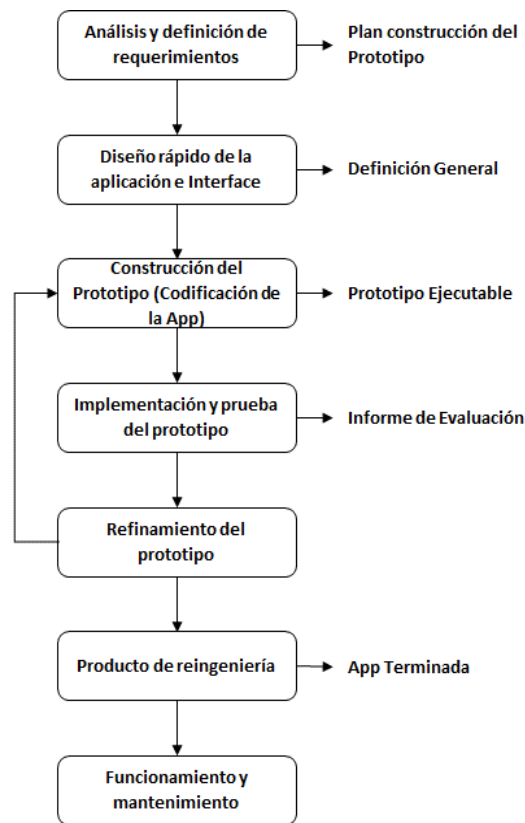 Análisis y definición de
requerimientos
Plan construcción del
Prototipo
Diseño rápido de la
aplicación e Interface
Definición General
Construcción del
Prototipo (Codificación de
la App)
Prototipo Ejecutable
Implementación y prueba
del prototipo
Informe de Evaluación
Refinamiento del
prototipo
Producto de reingeniería
App Terminada
Funcionamiento y
mantenimiento